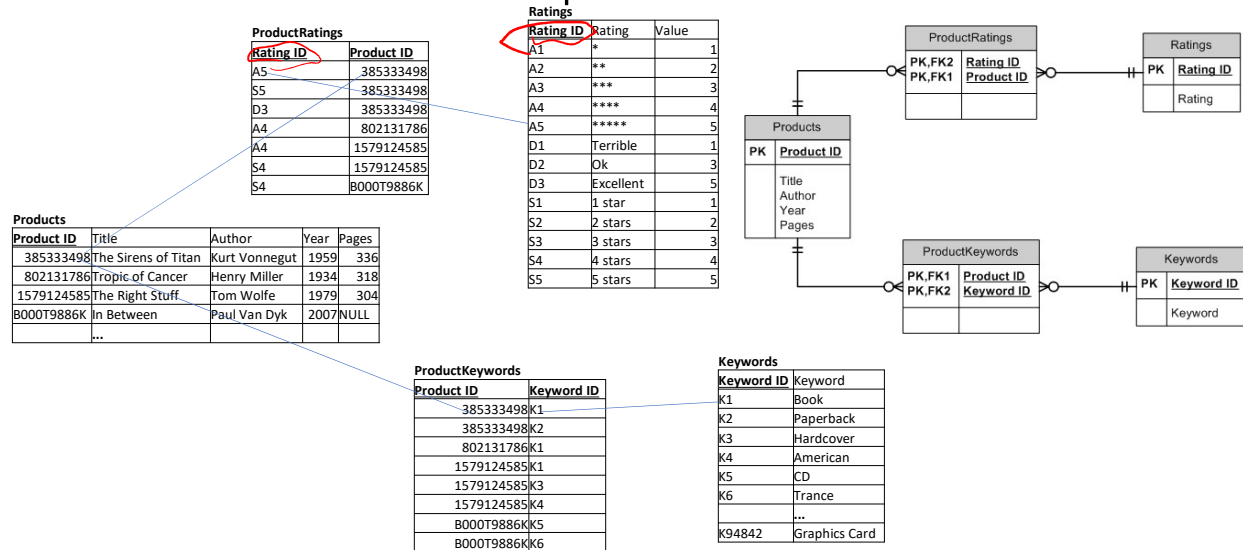 Ratings
Rating ID Rating Value
A1 * 1
A2 ** 2
A3 *** 3
A4 **** 4
A5 ***** 5
D1 Terrible 1
D2 Ok 3
D3 Excellent 5
S1 1 star 1
S2 2 stars 2
S3 3 stars 3
S4 4 stars 4
S5 5 stars 5
ProductRatings
Rating ID Product ID
A5 385333498
S5 385333498
D3 385333498
A4 802131786
A4 1579124585
S4 1579124585
S4 B000T9886K
ProductRatings
PK,FK2 Rating ID
PK,FK1 Product ID
Ratings
PK Rating ID
Rating
Products
PK Product ID
Title
Author
Year
Pages
ProductKeywords
PK,FK1 Product ID
PK,FK2 Keyword ID
Keywords
PK Keyword ID
Keyword
Products
Product ID Title Author Year Pages
385333498 The Sirens of Titan Kurt Vonnegut 1959 336
802131786 Tropic of Cancer Henry Miller 1934 318
1579124585 The Right Stuff Tom Wolfe 1979 304
B000T9886K In Between Paul Van Dyk 2007 NULL
...
ProductKeywords
Product ID Keyword ID
385333498 K1
385333498 K2
802131786 K1
1579124585 K1
1579124585 K3
1579124585 K4
B000T9886K K5
B000T9886K K6
Keywords
Keyword ID Keyword
K1 Book
K2 Paperback
K3 Hardcover
K4 American
K5 CD
K6 Trance
...
K94842 Graphics Card